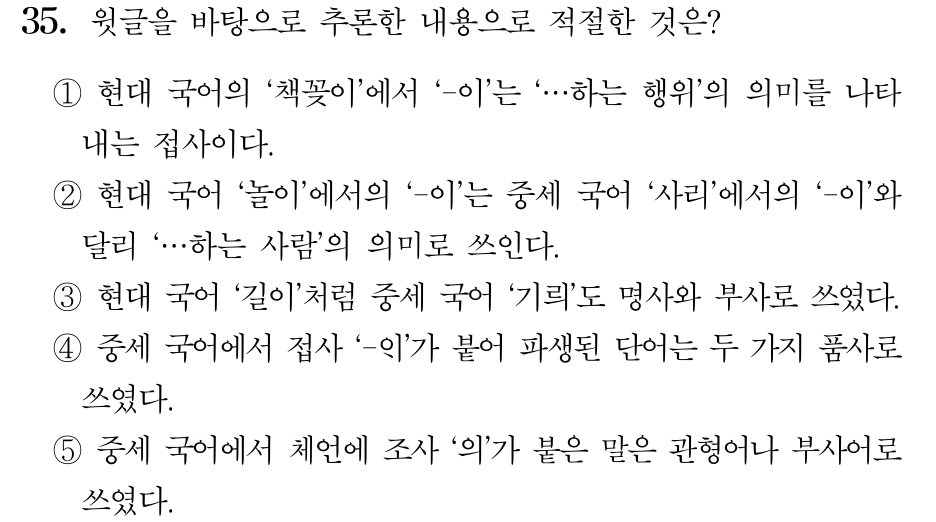 35. 윗글을 바탕으로 추론한 내용으로 적절한 것은?
① 현대 국어의 ‘책꽂이’에서 ‘-이’는 ‘…하는 행위’의 의미를 나타
내는 접사이다.
② 현대 국어 ‘놀이’에서의 ‘-이’는 중세 국어 ‘사리’에서의 ‘-이’와
달리 ‘…하는 사람’의 의미로 쓰인다.
③ 현대 국어 ‘길이’처럼 중세 국어 ‘기릐’도 명사와 부사로 쓰였다.
④ 중세 국어에서 접사 ‘-ᄋᆡ’가 붙어 파생된 단어는 두 가지 품사로
쓰였다.
⑤ 중세 국어에서 체언에 조사 ‘의’가 붙은 말은 관형어나 부사어로
쓰였다.